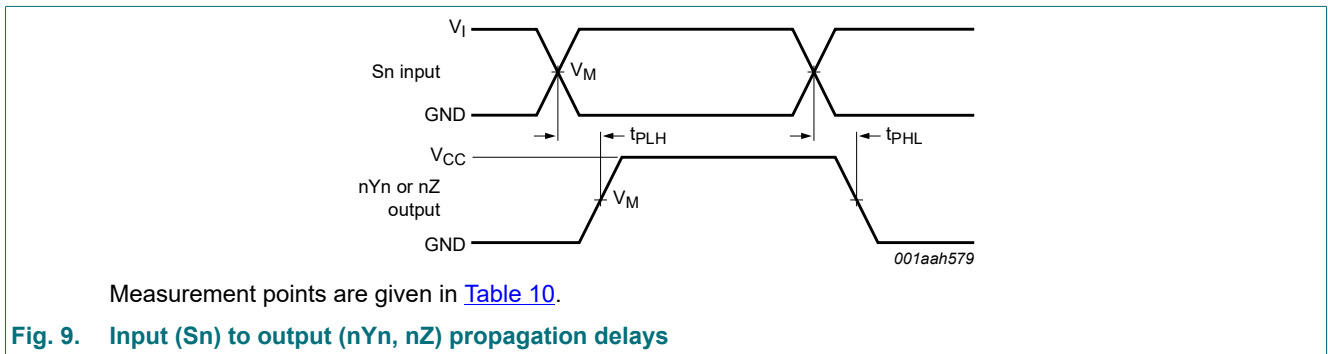 VI
Sn input
VM
GND
tPLH
tPHL
VCC
nYn or nZ
output
VM
GND
001aah579
Measurement points are given in Table 10.
Fig. 9. Input (Sn) to output (nYn, nZ) propagation delays